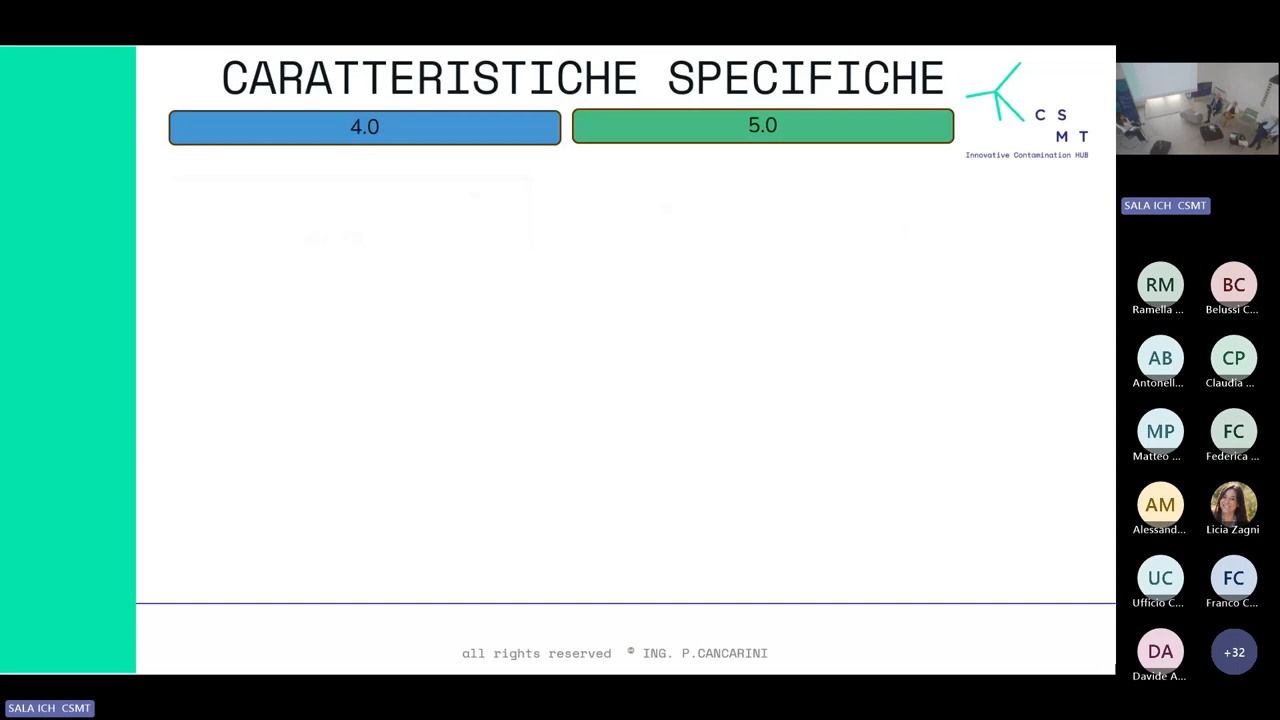 CARATTERISTICHE SPECIFICHE
4.0
5.0
C S
M T
Innovative Contamination HUB
all rights reserved © ING. P.CANCARINI
SALA ICH CSMT
RM
Ramella ...
BC
Belussi C...
AB
Antonell...
CP
Claudia ...
MP
Matteo ...
FC
Federica ...
AM
Alessand...
Licia Zagni
UC
Ufficio C...
FC
Franco C...
DA
Davide A...
+32
SALA ICH CSMT